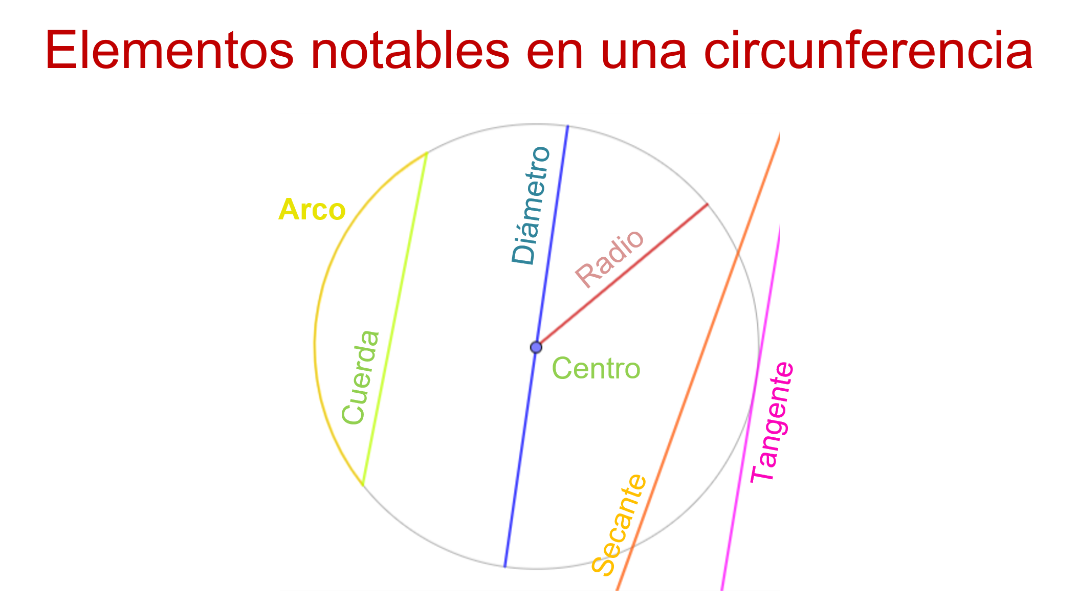 Elementos notables en una circunferencia
Arco
Cuerda
Diámetro
Radio
Centro
Secante
Tangente